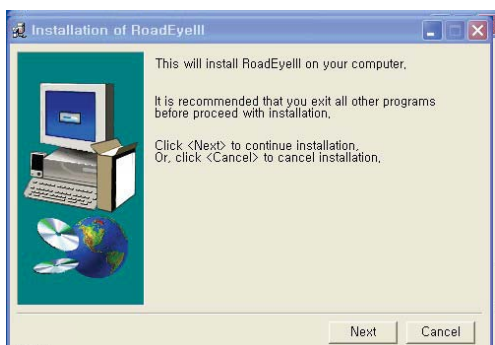 Installation of RoadEyeIII
This will install RoadEyeIII on your computer,
It is recommended that you exit all other programs
before proceed with installation,
Click <Next> to continue installation,
Or, click <Cancel> to cancel installation,
Next
Cancel